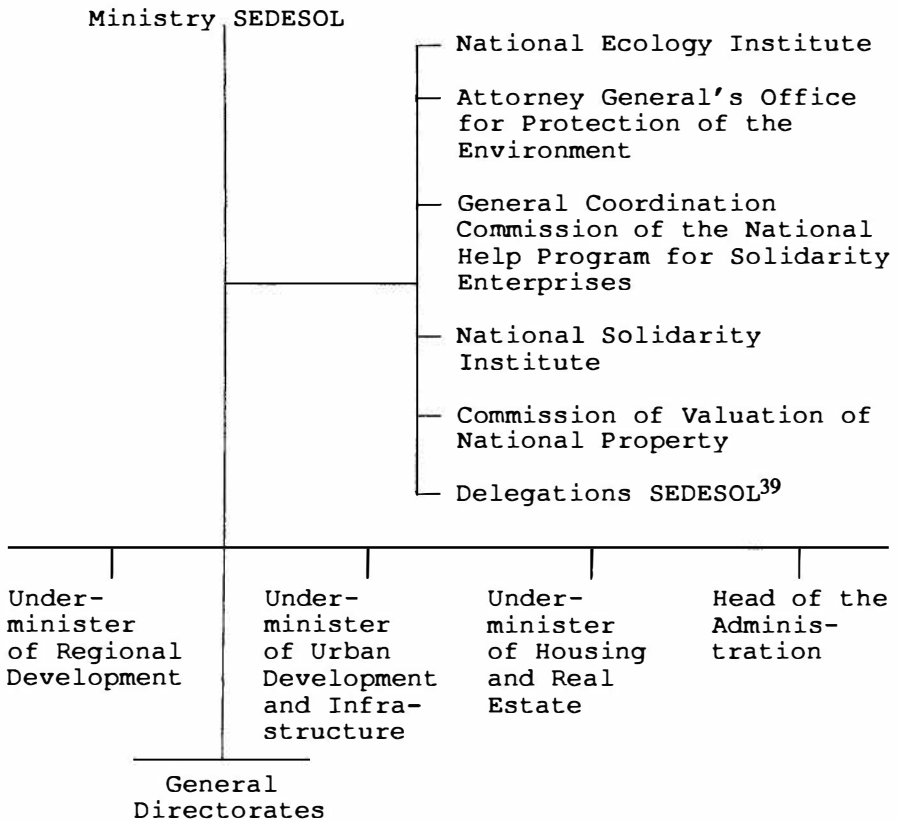 Ministry SEDESOL
National Ecology Institute
Attorney General's Office
for Protection of the
Environment
General Coordination
Commission of the National
Help Program for Solidarity
Enterprises
National Solidarity
Institute
Commission of Valuation of
National Property
Delegations SEDESOL39
Under-
minister
of Regional
Development
Under-
minister
of Urban
Development
and Infra-
structure
Under-
minister
of Housing
and Real
Estate
Head of the
Adminis-
tration
General
Directorates